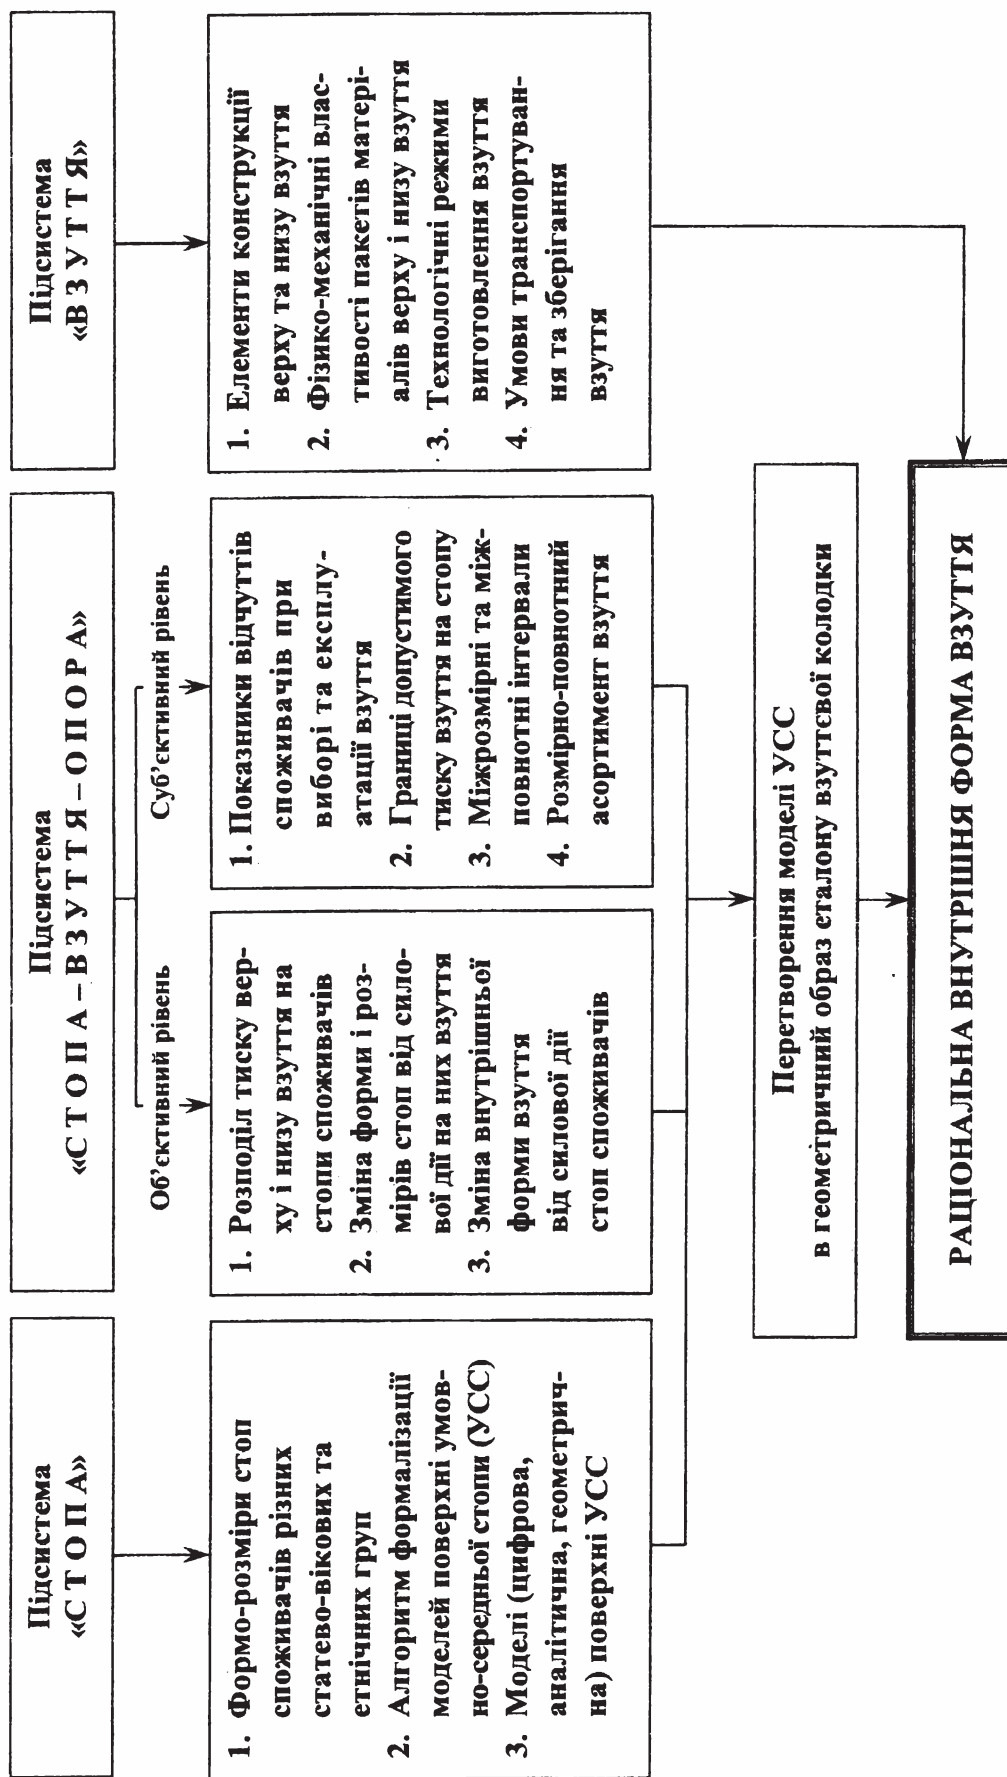 Підсистема
«С Т О П А»
1. Формо-розміри стоп
споживачів різних
статево-вікових та
етнічних груп
2. Алгоритм формалізації
моделей поверхні умов-
но-середньої стопи (УСС)
3. Моделі (цифрова,
аналітична, геометрич-
на) поверхні УСС
Підсистема
«С Т О П А – В З У Т Т Я – О П О Р А»
Об’єктивний рівень
Суб’єктивний рівень
1. Розподіл тиску вер-
ху і низу взуття на
стопи споживачів
2. Зміна форми і роз-
мірів стоп від сило-
вої дії на них взуття
3. Зміна внутрішньої
форми взуття
від силової дії
стоп споживачів
1. Показники відчуттів
споживачів при
виборі та експлу-
атації взуття
2. Границі допустимого
тиску взуття на стопу
3. Міжрозмірні та між-
повнотні інтервали
4. Розмірно-повнотний
асортимент взуття
Підсистема
«В З У Т Т Я»
1. Елементи конструкції
верху та низу взуття
2. Фізико-механічні влас-
тивості пакетів матері-
алів верху і низу взуття
3. Технологічні режими
виготовлення взуття
4. Умови транспортуван-
ня та зберігання
взуття
Перетворення моделі УСС
в геометричний образ сталону взуттєвої колодки
РАЦІОНАЛЬНА ВНУТРІШНЯ ФОРМА ВЗУТТЯ